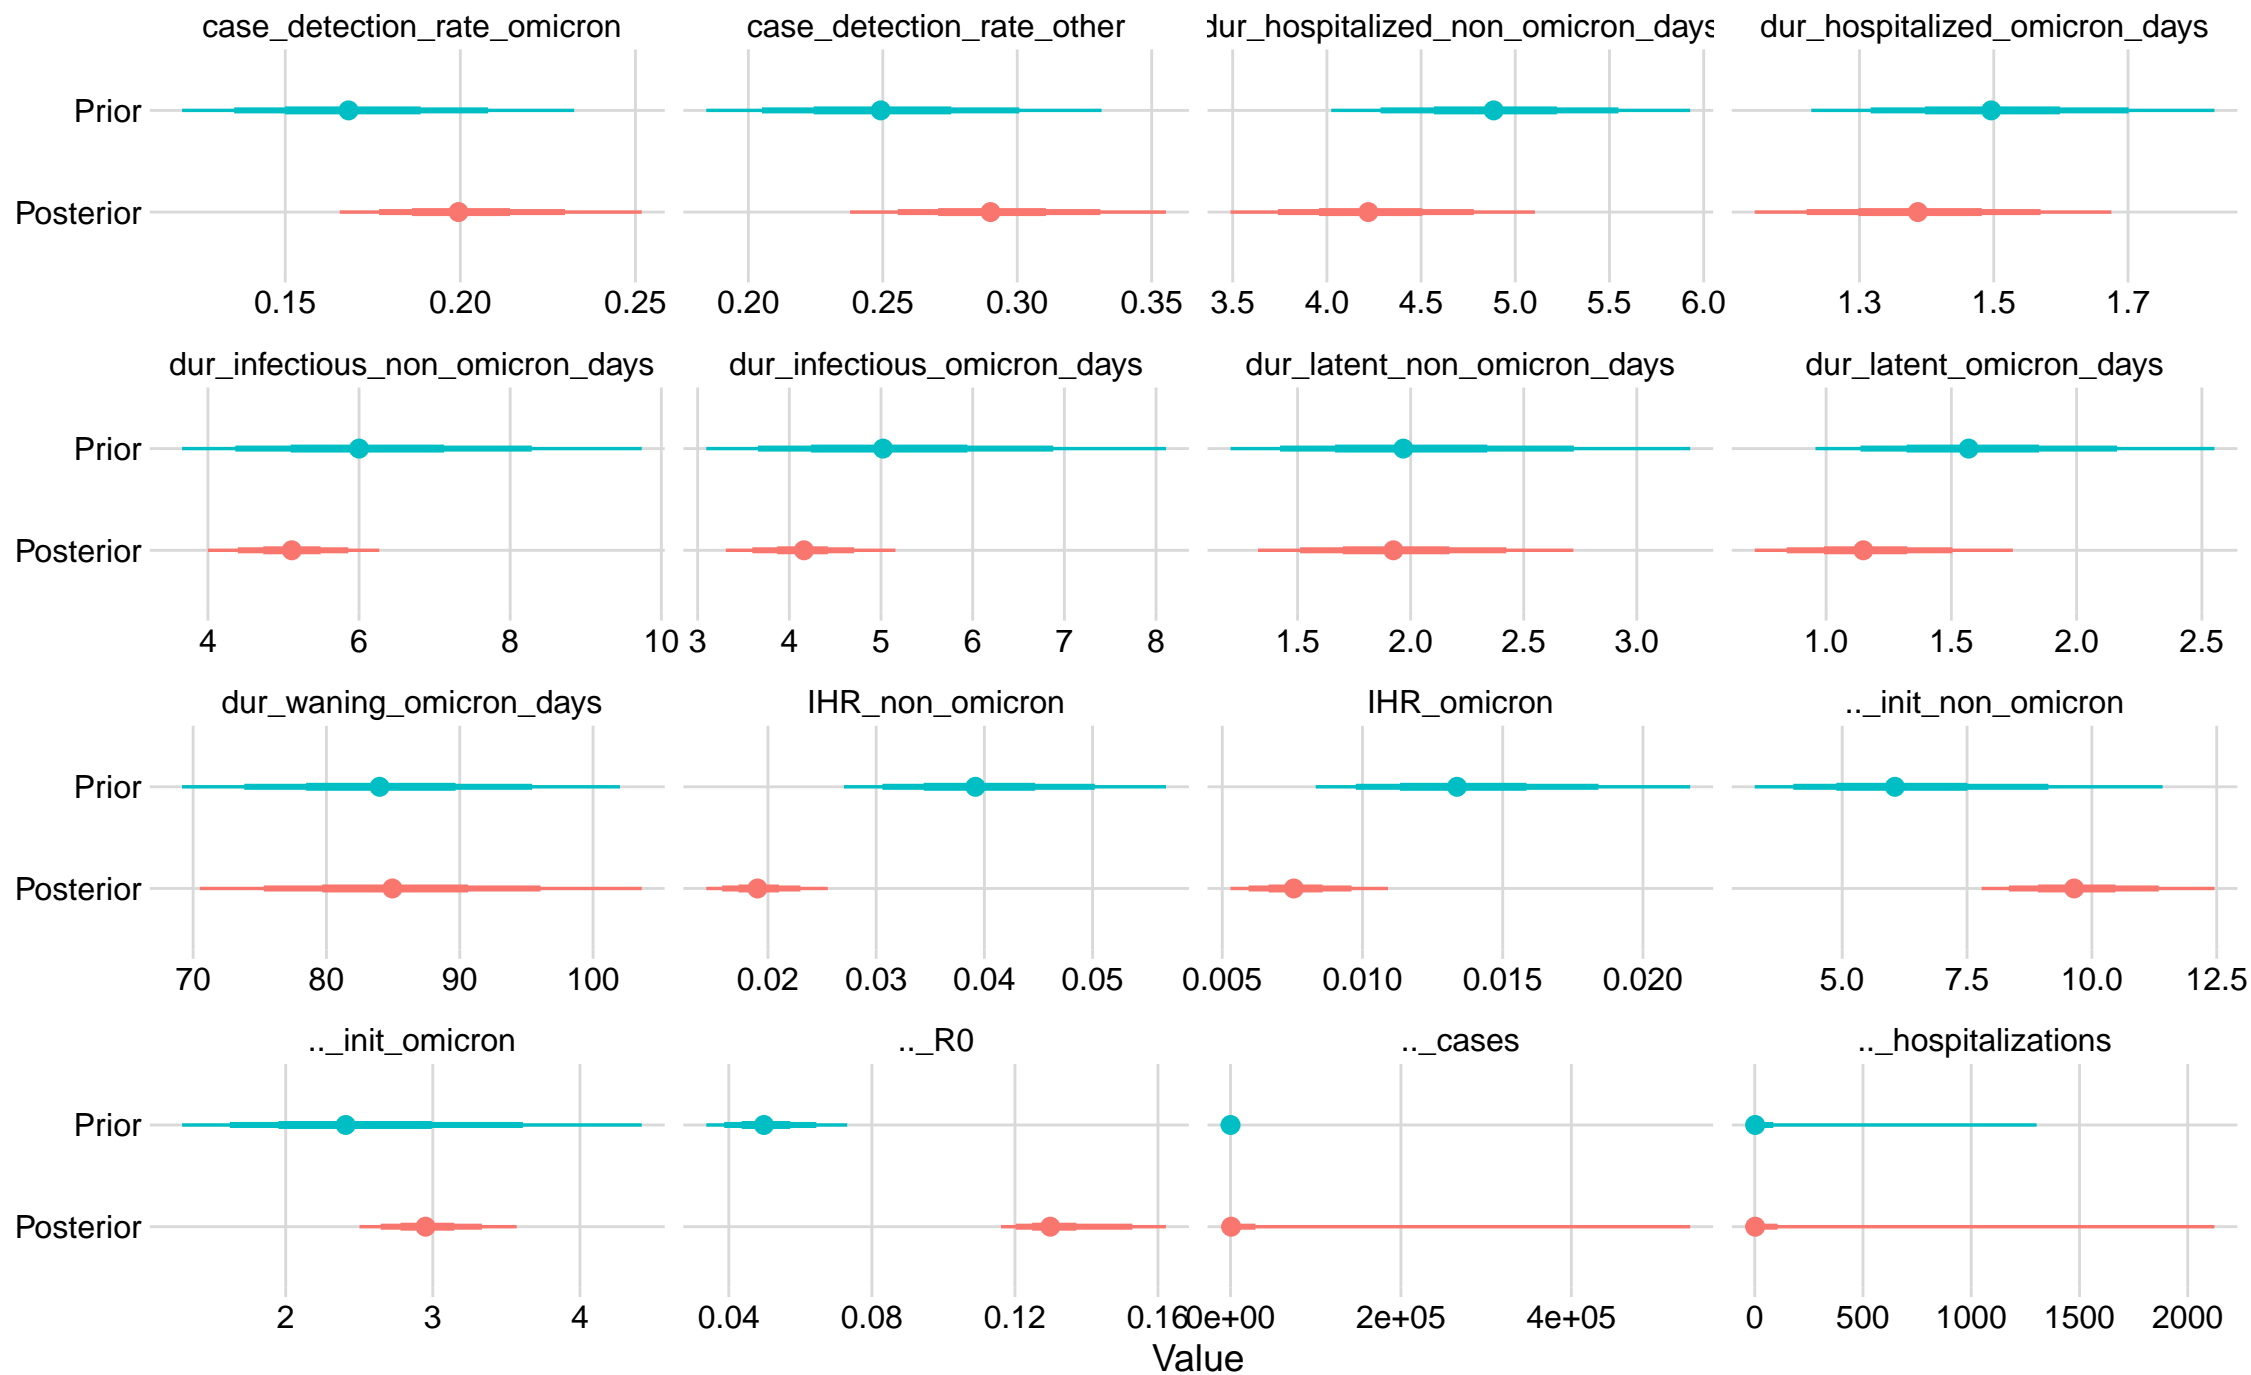 case_detection_rate_omicron case_detection_rate_other dur_hospitalized_non_omicron_days dur_hospitalized_omicron_days
Prior
Posterior
0.15 0.20 0.25 0.20 0.25 0.30 0.35 3.5 4.0 4.5 5.0 5.5 6.0 1.3 1.5 1.7
dur_infectious_non_omicron_days dur_infectious_omicron_days dur_latent_non_omicron_days dur_latent_omicron_days
Prior
Posterior
4 6 8 10 3 4 5 6 7 8 1.5 2.0 2.5 3.0 1.0 1.5 2.0 2.5
dur_waning_omicron_days IHR_non_omicron IHR_omicron .._init_non_omicron
Prior
Posterior
70 80 90 100 0.02 0.03 0.04 0.05 0.005 0.010 0.015 0.020 5.0 7.5 10.0 12.5
.._init_omicron .._R0 .._cases .._hospitalizations
Prior
Posterior
2 3 4 0.04 0.08 0.12 0.16 0e+00 2e+05 4e+05 0 500 1000 1500 2000
Value